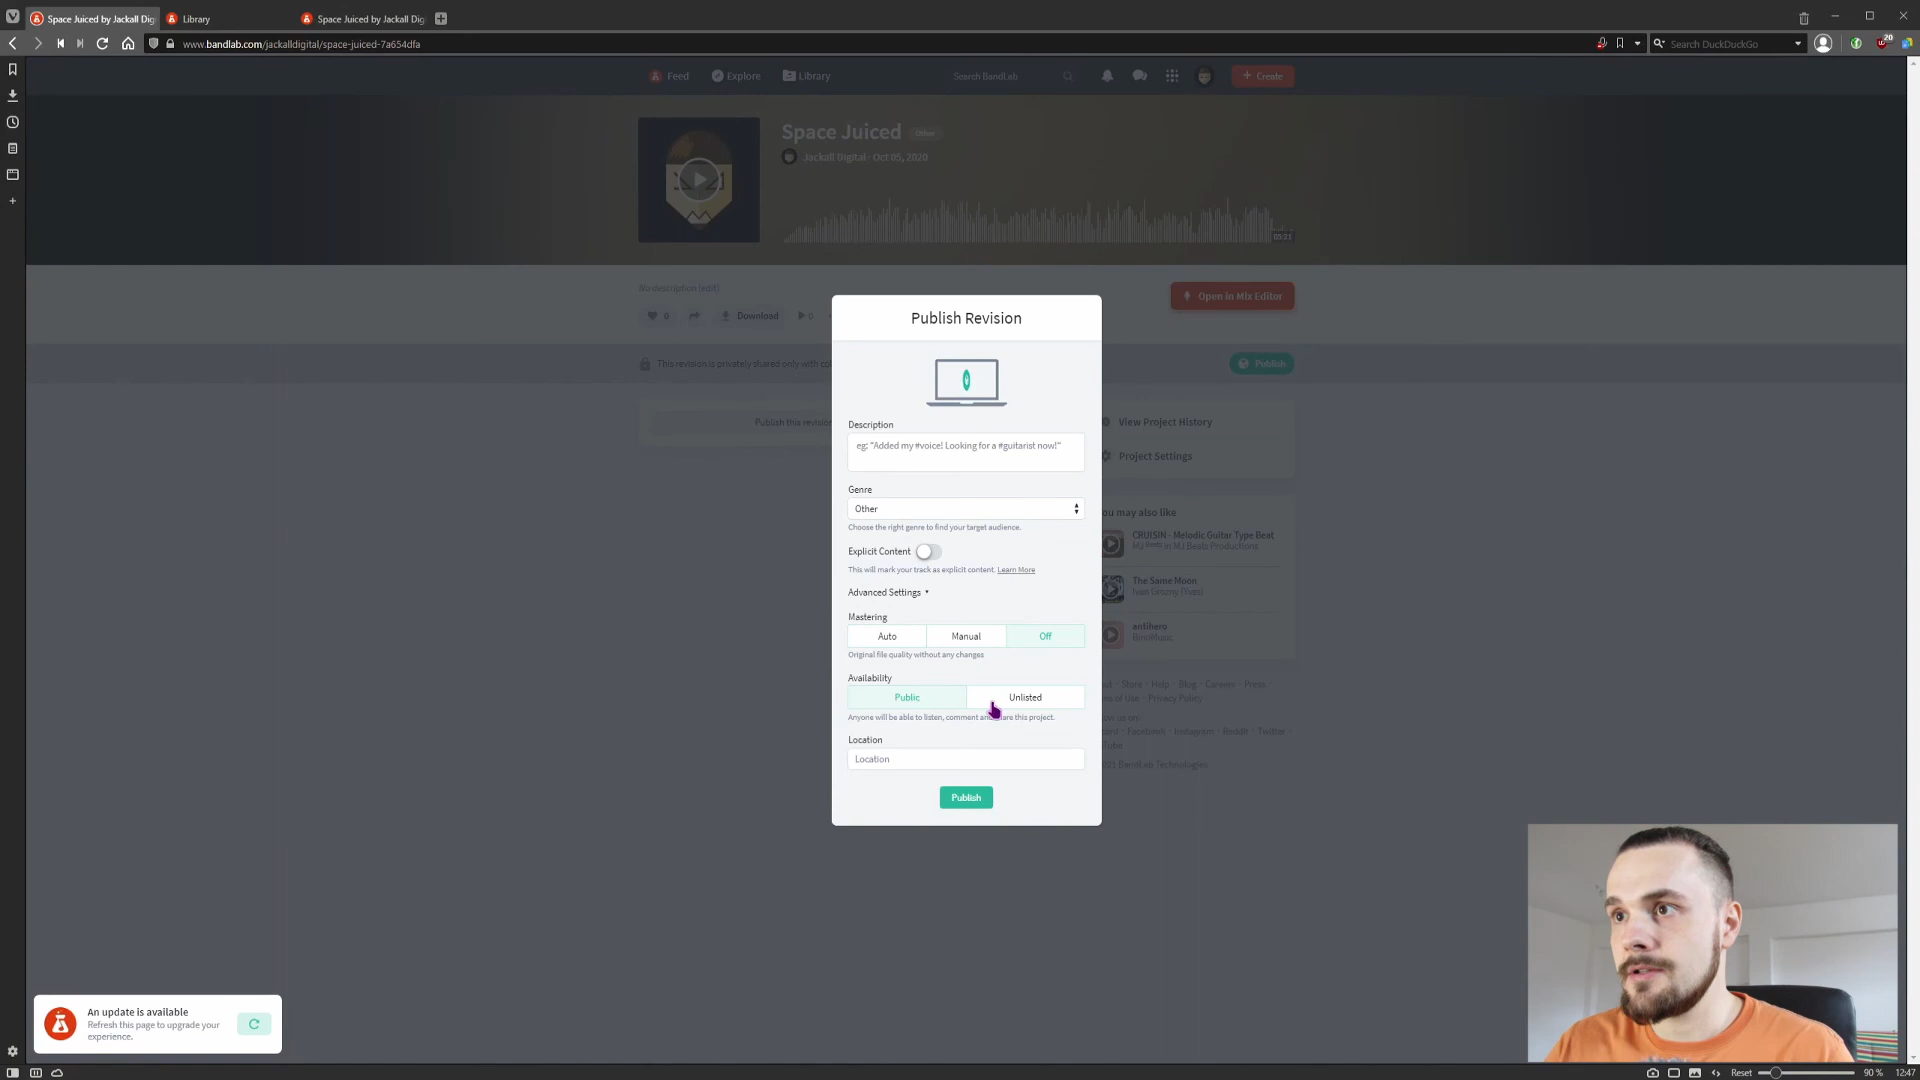 Space Juiced by Jackall Dig
Library
Space Juiced by Jackall Dig
www.bandlab.com/jackalldigital/space-juiced-7a654dfa
Search DuckDuckGo
20
Feed
Explore
Library
Search BandLab
+ Create
Space Juiced
Other
Jackall Digital · Oct 05, 2020
03:21
No description (edit)
0
Download
0
Open in Mix Editor
This revision is privately shared only with
Publish
Publish this revision
View Project History
Project Settings
ou may also like
CRUISIN - Melodic Guitar Type Beat
MJ Beats in MJ Beats Productions
The Same Moon
Ivan Grozny (Yves)
antihero
BinnMusic
Store · Help · Blog · Careers · Press ·
ms of Use · Privacy Policy
w us on
Facebook · Instagram · Reddit · Twitter ·
Tube
BandLab Technologies
Publish Revision
Description
eg: "Added my #voice! Looking for a #guitarist now!"
Genre
Other
Choose the right genre to find your target audience.
Explicit Content
This will mark your track as explicit content. Learn More
Advanced Settings
Mastering
Auto
Manual
Off
Original file quality without any changes
Availability
Public
Unlisted
Anyone will be able to listen, comment and are this project.
Location
Location
Publish
An update is available
Refresh this page to upgrade your
experience.
Reset
90 %
12:47